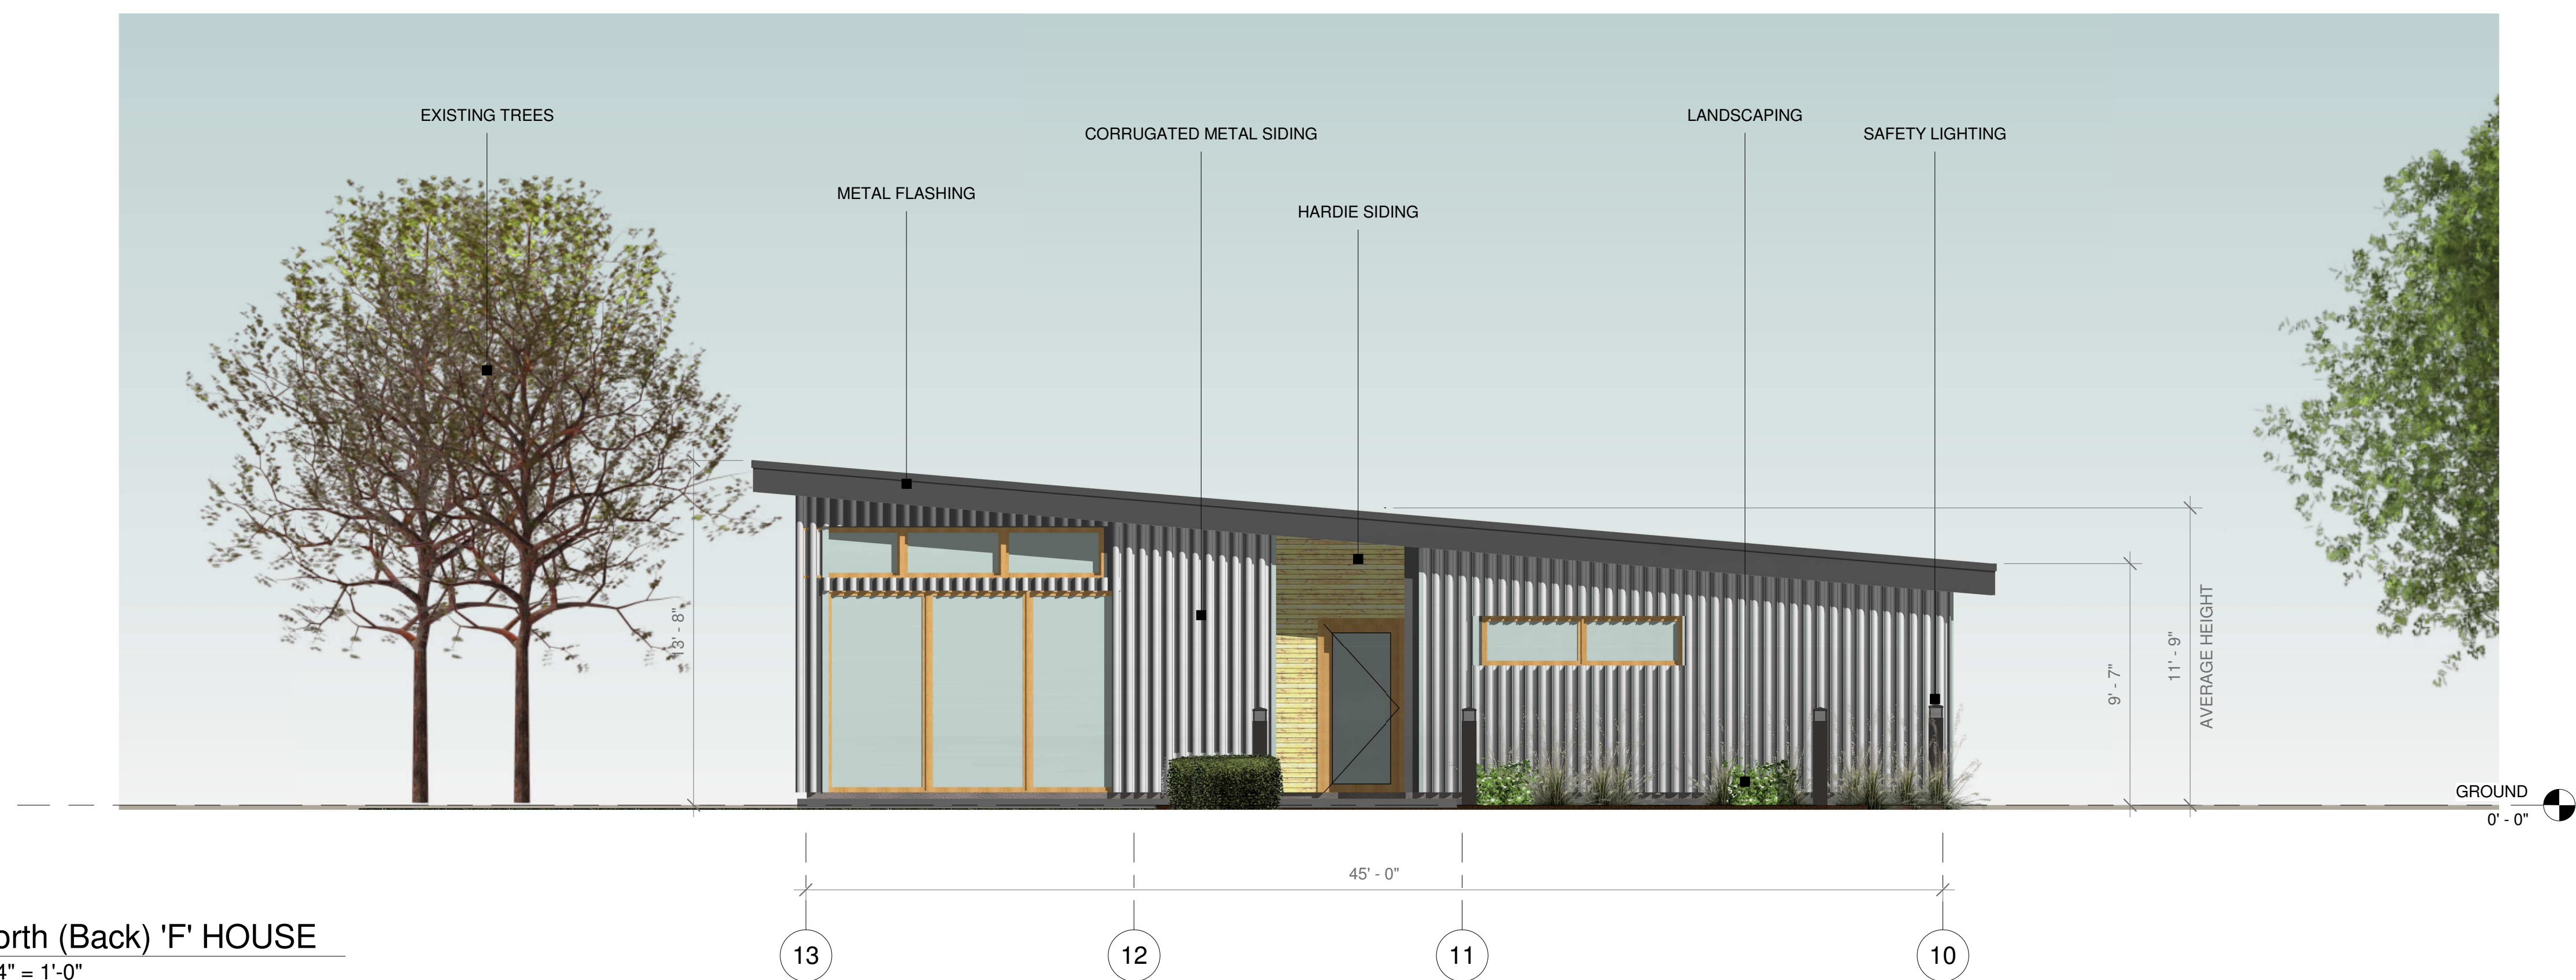 EXISTING TREES
LANDSCAPING
CORRUGATED METAL SIDING
SAFETY LIGHTING
METAL FLASHING
HARDIE SIDING
13' - 8"
9' - 7"
11' - 9"
AVERAGE HEIGHT
GROUND
0' - 0"
45' - 0"
orth (Back) 'F' HOUSE
4" = 1'-0"
13
12
11
10